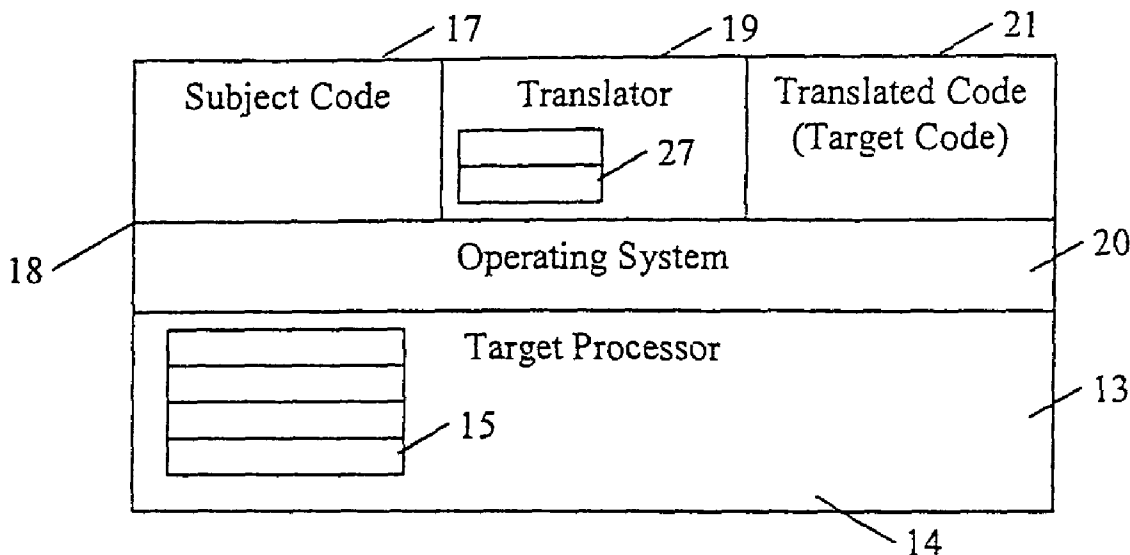 17
19
21
Subject Code
Translator
Translated Code
(Target Code)
27
18
Operating System
20
Target Processor
13
15
14